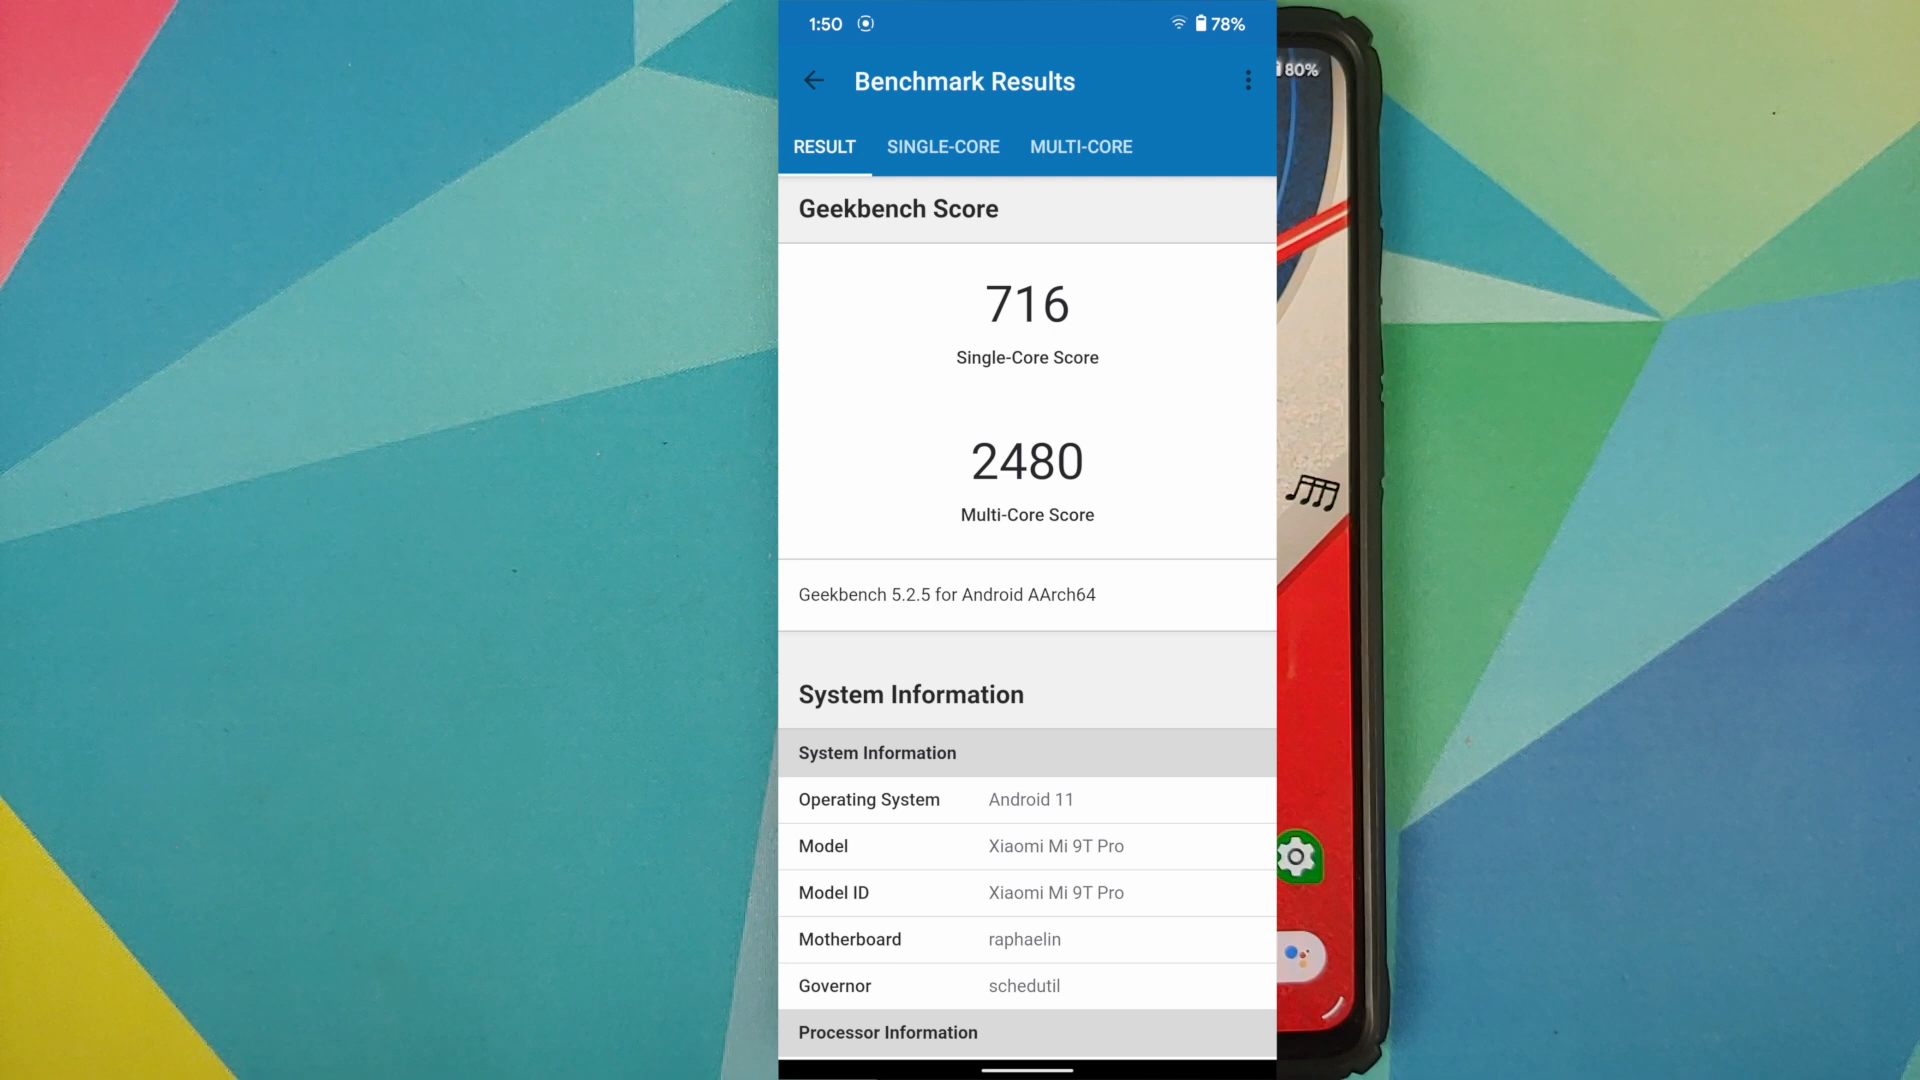 1:50
78%
80%
Benchmark Results
RESULT SINGLE-CORE MULTI-CORE
Geekbench Score
716
Single-Core Score
2480
Multi-Core Score
Geekbench 5.2.5 for Android AArch64
System Information
System Information
Operating System Android 11
Model Xiaomi Mi 9T Pro
Model ID Xiaomi Mi 9T Pro
Motherboard raphaelin
Governor schedutil
Processor Information